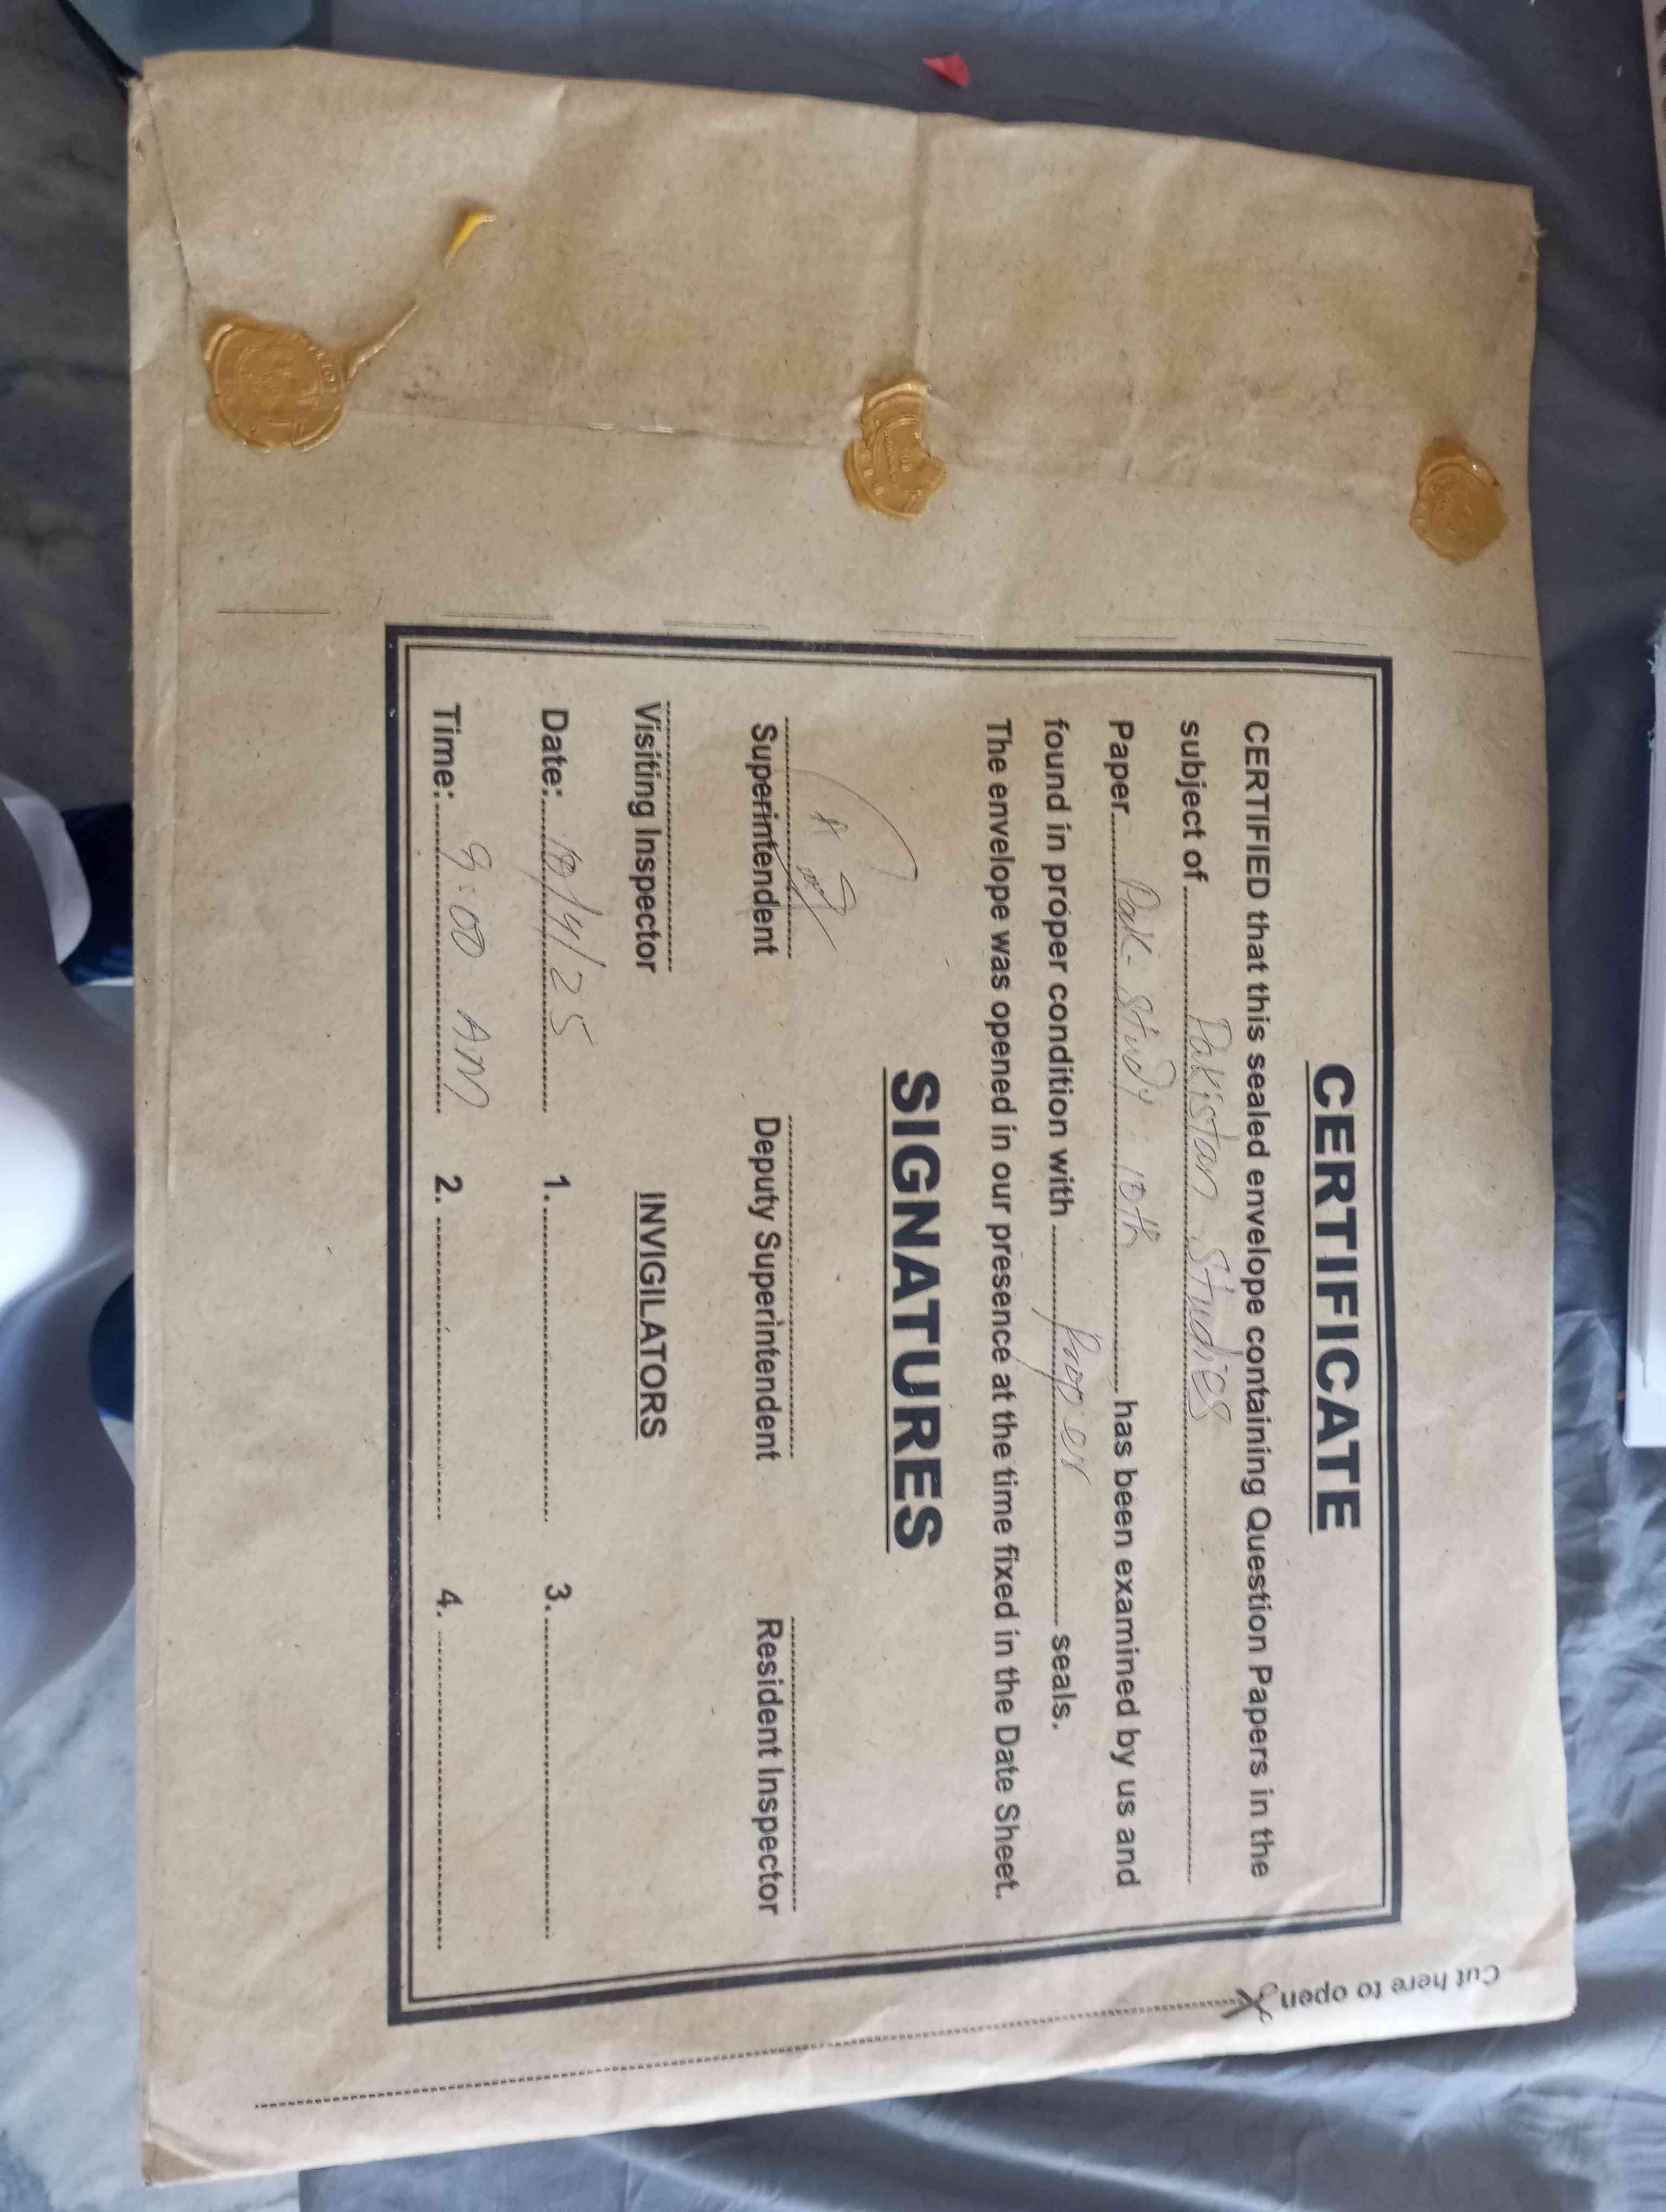 CERTIFICATE
CERTIFIED that this sealed envelope containing Question Papers in the
subject of Pakistan Studies
Paper Pak-Study 10th has been examined by us and
found in proper condition with Proper seals.
The envelope was opened in our presence at the time fixed in the Date Sheet.
SIGNATURES
Superintendent Deputy Superintendent Resident Inspector
Visiting Inspector INVIGILATORS
Date: 1. 3.
Time: 9:00 AM 2. 4.
Cut here to open